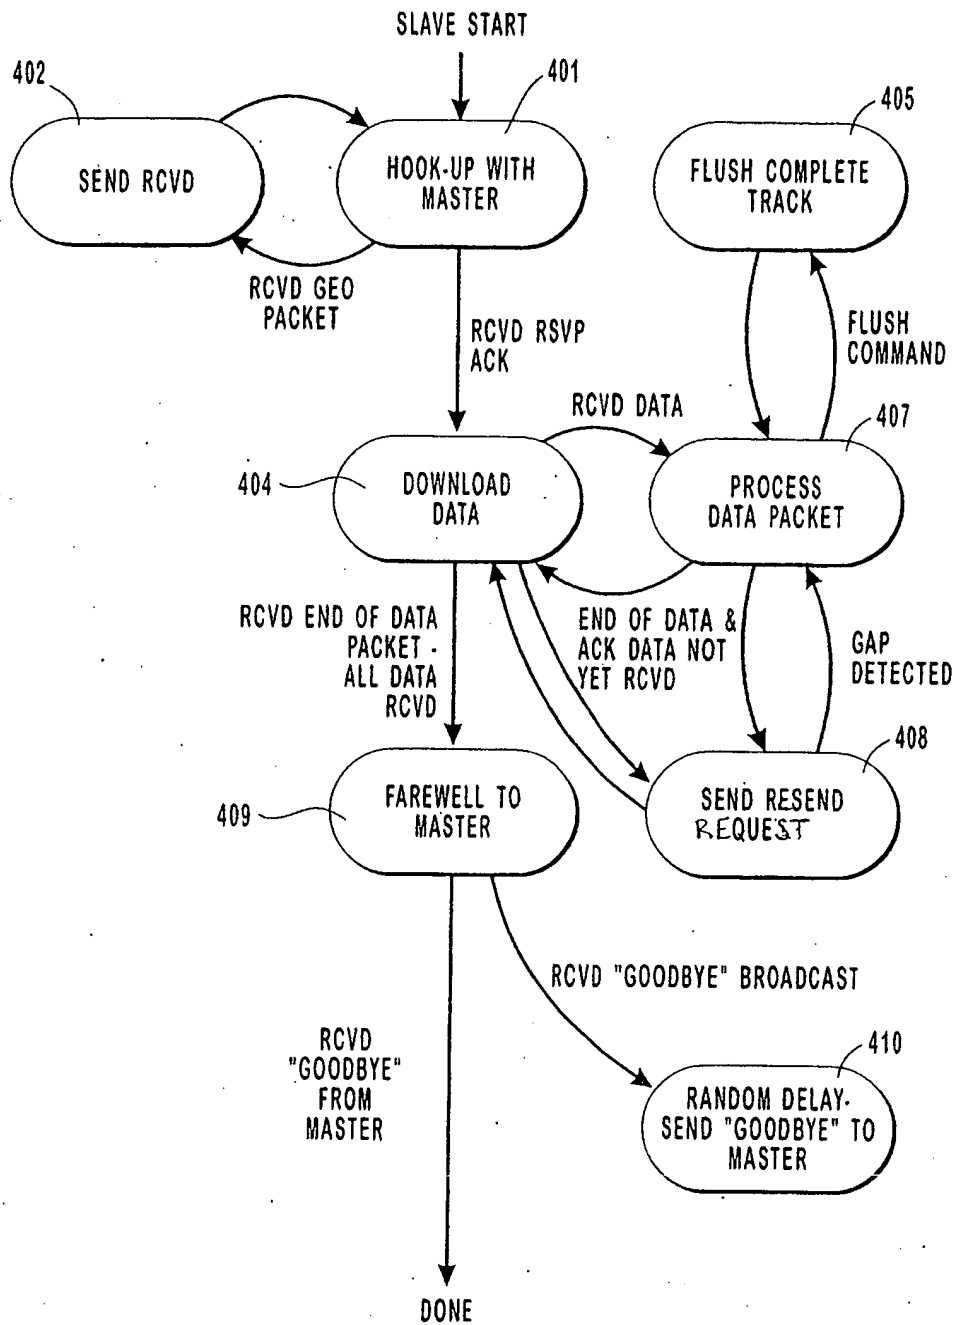 SLAVE START
402
401
405
SEND RCVD
HOOK-UP WITH
MASTER
FLUSH COMPLETE
TRACK
RCVD GEO
PACKET
RCVD RSVP
ACK
FLUSH
COMMAND
RCVD DATA
407
404
DOWNLOAD
DATA
PROCESS
DATA PACKET
RCVD END OF DATA
PACKET -
ALL DATA
RCVD
END OF DATA &
ACK DATA NOT
YET RCVD
GAP
DETECTED
408
409
FAREWELL TO
MASTER
SEND RESEND
REQUEST
RCVD "GOODBYE" BROADCAST
RCVD
"GOODBYE"
FROM
MASTER
410
RANDOM DELAY-
SEND "GOODBYE" TO
MASTER
DONE